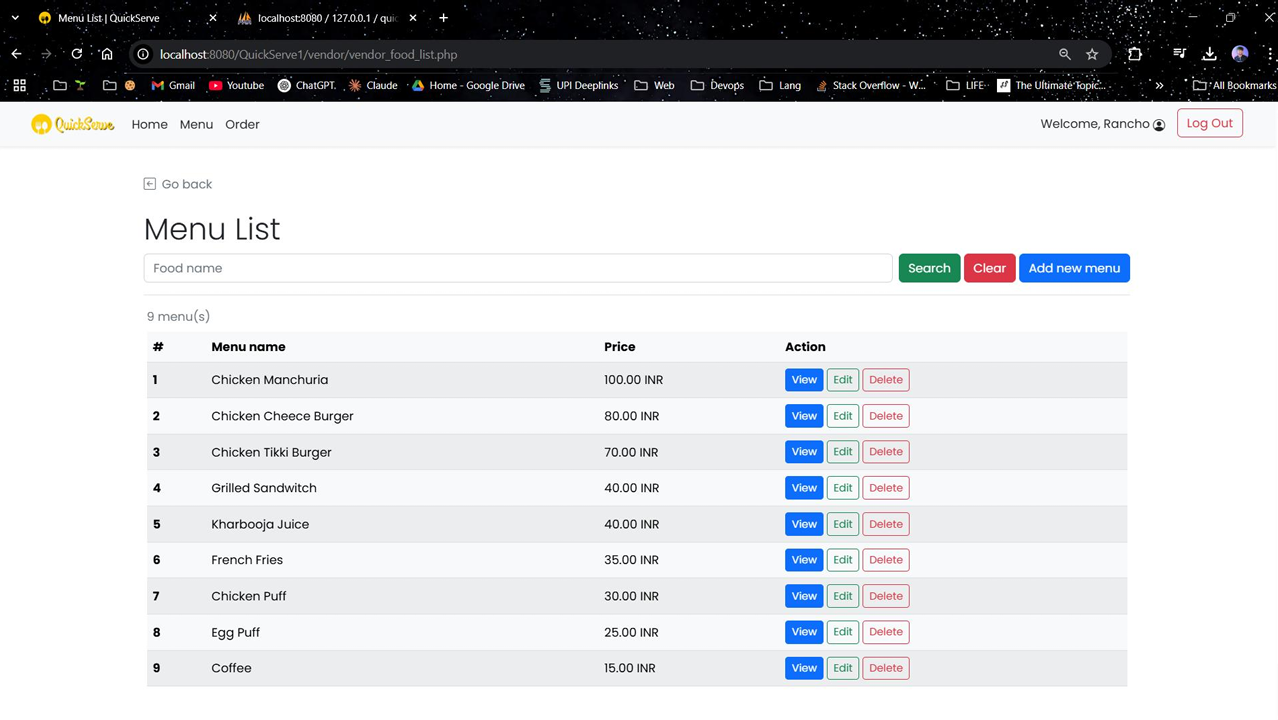 Menu List | QuickServe
localhost:8080 / 127.0.0.1 / quic
localhost:8080/QuickServe1/vendor/vendor_food_list.php
Gmail Youtube ChatGPT. Claude Home - Google Drive UPI Deeplinks Web Devops Lang Stack Overflow - W... LIFE The Ultimate Topic... » All Bookmarks
QuickServe Home Menu Order Welcome, Rancho Log Out
Go back
Menu List
Food name Search Clear Add new menu
9 menu(s)
# Menu name Price Action
1 Chicken Manchuria 100.00 INR View Edit Delete
2 Chicken Cheece Burger 80.00 INR View Edit Delete
3 Chicken Tikki Burger 70.00 INR View Edit Delete
4 Grilled Sandwitch 40.00 INR View Edit Delete
5 Kharbooja Juice 40.00 INR View Edit Delete
6 French Fries 35.00 INR View Edit Delete
7 Chicken Puff 30.00 INR View Edit Delete
8 Egg Puff 25.00 INR View Edit Delete
9 Coffee 15.00 INR View Edit Delete